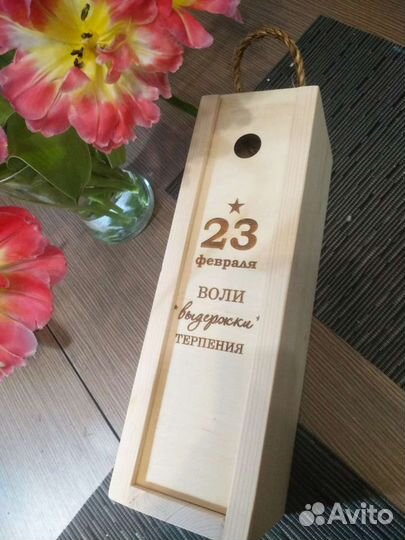 23
февраля
ВОЛИ
"выдержки"
ТЕРПЕНИЯ
Avito